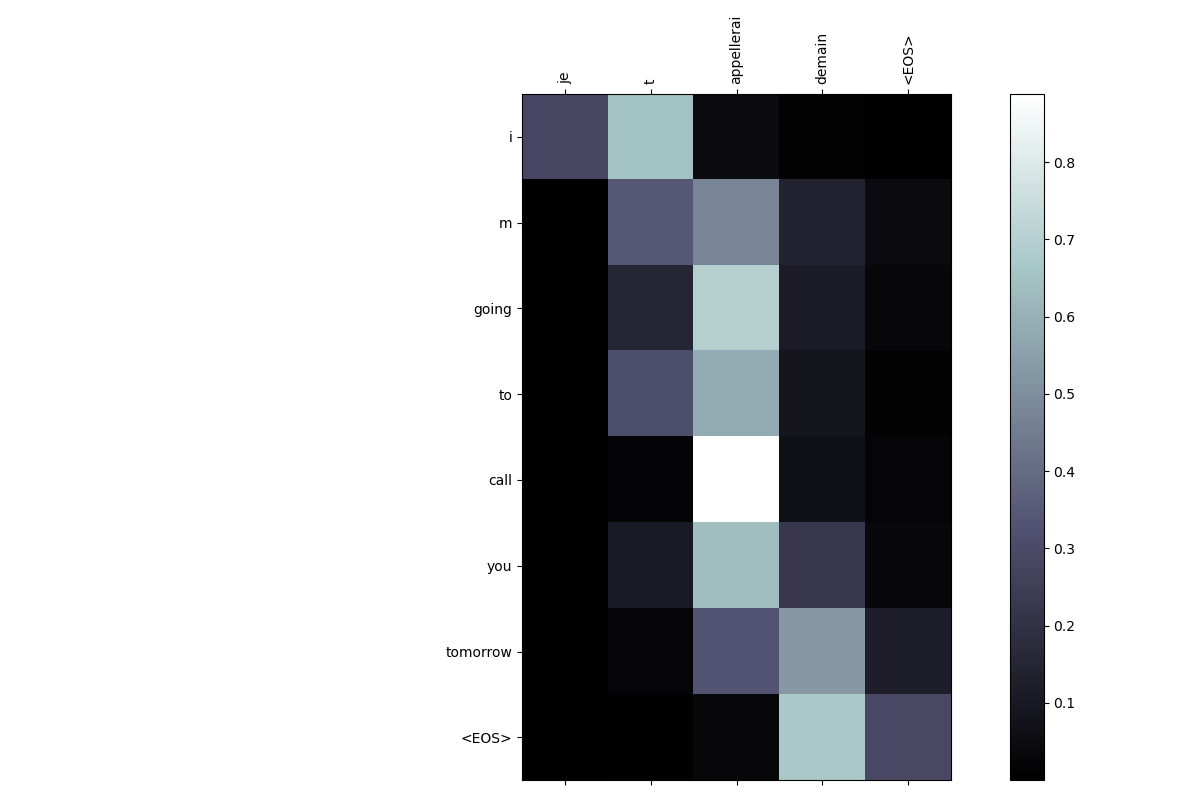 je
t
appellerai
demain
<EOS>
i
m
going
to
call
you
tomorrow
<EOS>
0.8
0.7
0.6
0.5
0.4
0.3
0.2
0.1